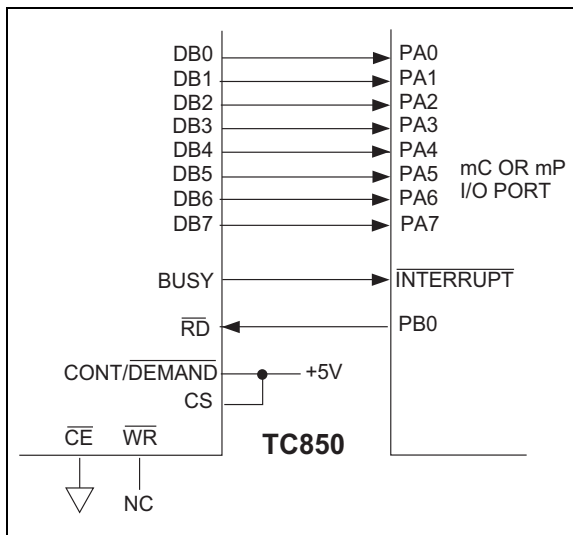 DB0 PA0
DB1 PA1
DB2 PA2
DB3 PA3
DB4 PA4
DB5 PA5
mC OR mP
I/O PORT
DB6 PA6
DB7 PA7
BUSY INTERRUPT
RD PB0
CONT/DEMAND +5V
CS
CE WR TC850
NC